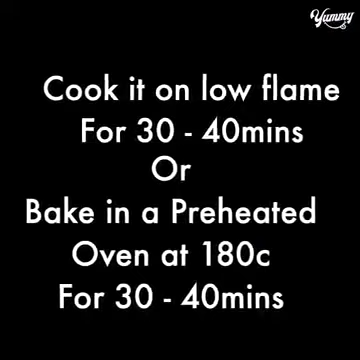 Yummy
Cook it on low flame
For 30 - 40mins
Or
Bake in a Preheated
Oven at 180c
For 30 - 40mins